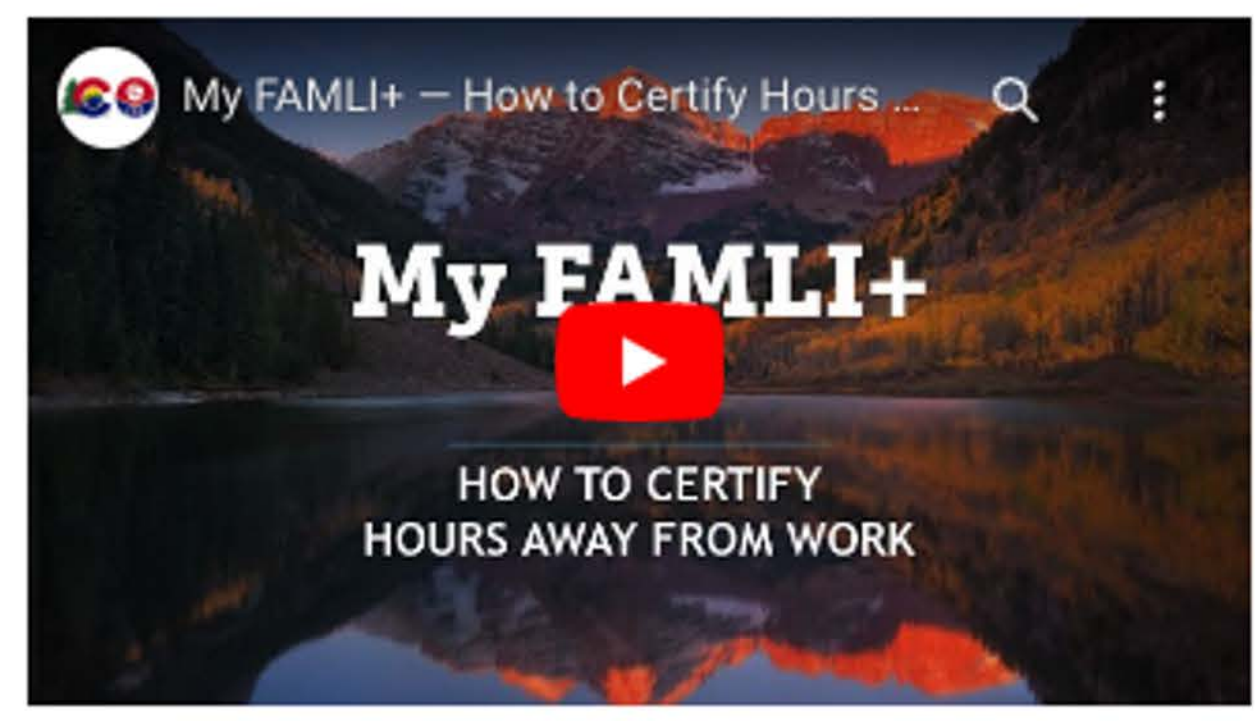 My FAMLI+ — How to Certify Hours ...
My FAMLI+
HOW TO CERTIFY
HOURS AWAY FROM WORK